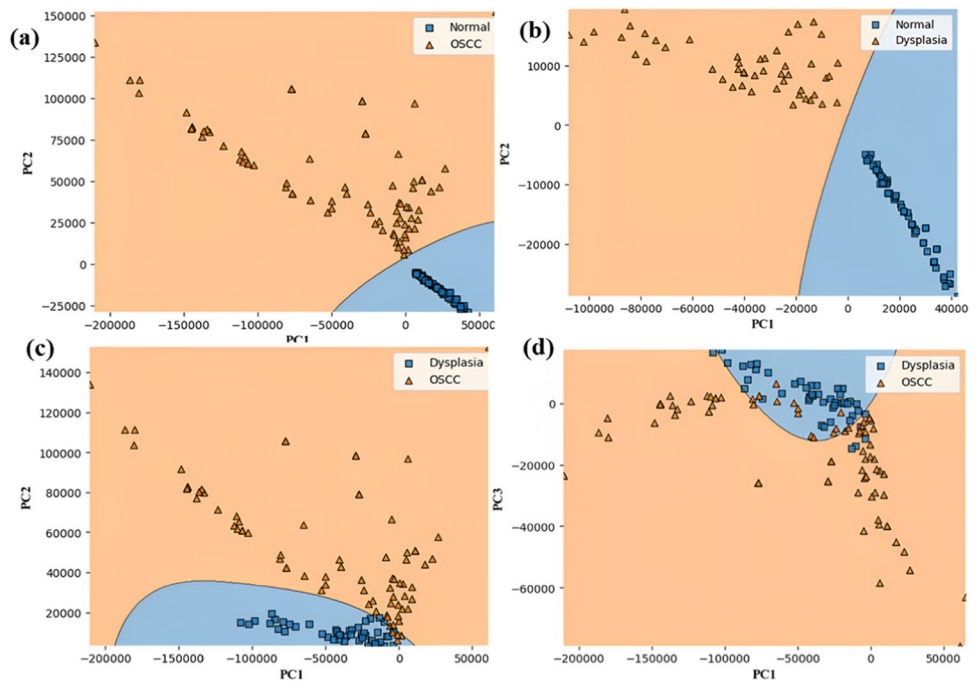 (a)
150000
125000
100000
75000
50000
25000
0
−25000
PC2
−200000 −150000 −100000 −50000 0 50000
PC1
Normal
OSCC
(b)
10000
0
−10000
−20000
PC2
−100000 −80000 −60000 −40000 −20000 0 20000 40000
PC1
Normal
Dysplasia
(c)
140000
120000
100000
80000
60000
40000
20000
PC2
−200000 −150000 −100000 −50000 0 50000
PC1
Dysplasia
OSCC
(d)
0
−20000
−40000
−60000
PC3
−200000 −150000 −100000 −50000 0 50000
PC1
Dysplasia
OSCC